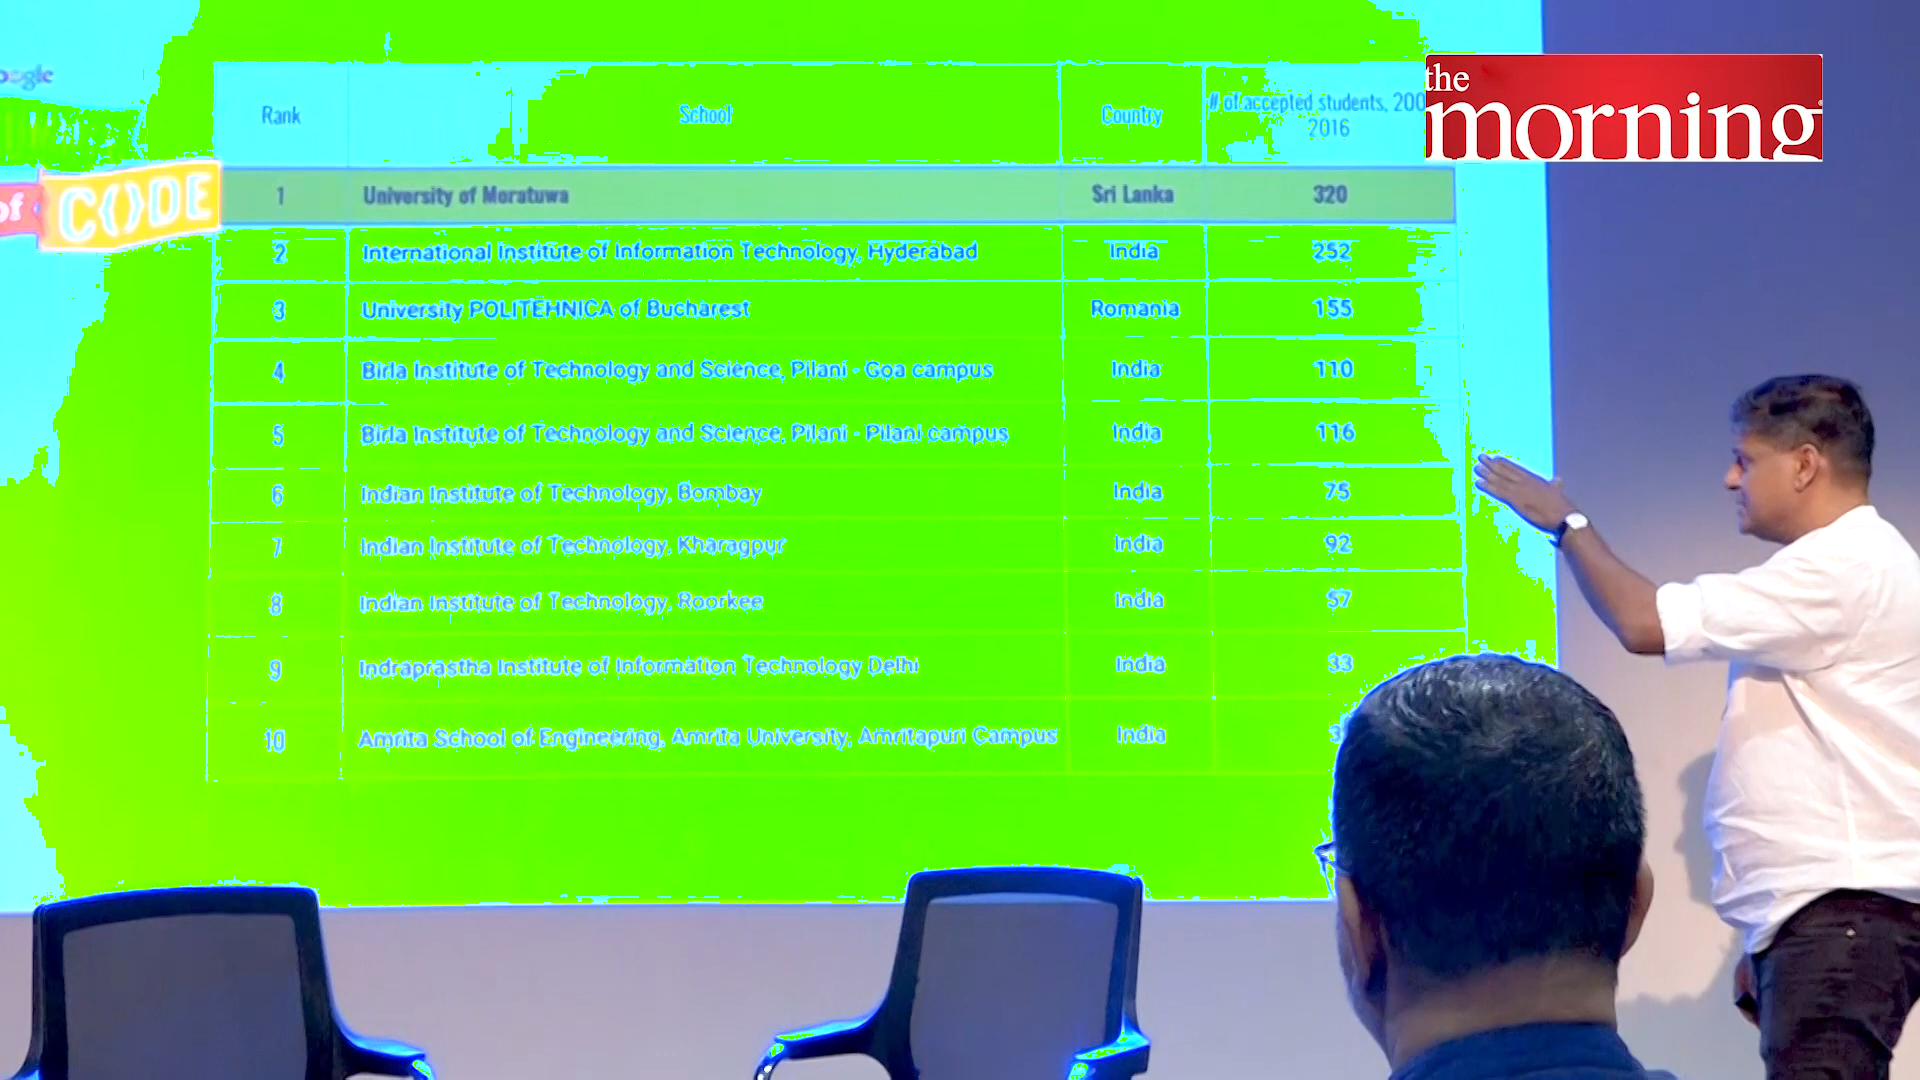 the
morning
oogle
Rank School Country # of accepted students, 200
2016
of CODE
1 University of Moratuwa Sri Lanka 320
2 International Institute of Information Technology, Hyderabad India 252
3 University POLITEHNICA of Bucharest Romania 155
4 Birla Institute of Technology and Science, Pilani - Goa campus India 110
5 Birla Institute of Technology and Science, Pilani - Pilani campus India 116
6 Indian Institute of Technology, Bombay India 75
7 Indian Institute of Technology, Kharagpur India 92
8 Indian Institute of Technology, Roorkee India 57
9 Indraprastha Institute of Information Technology Delhi India 33
10 Amrita School of Engineering, Amrita University, Amritapuri Campus India